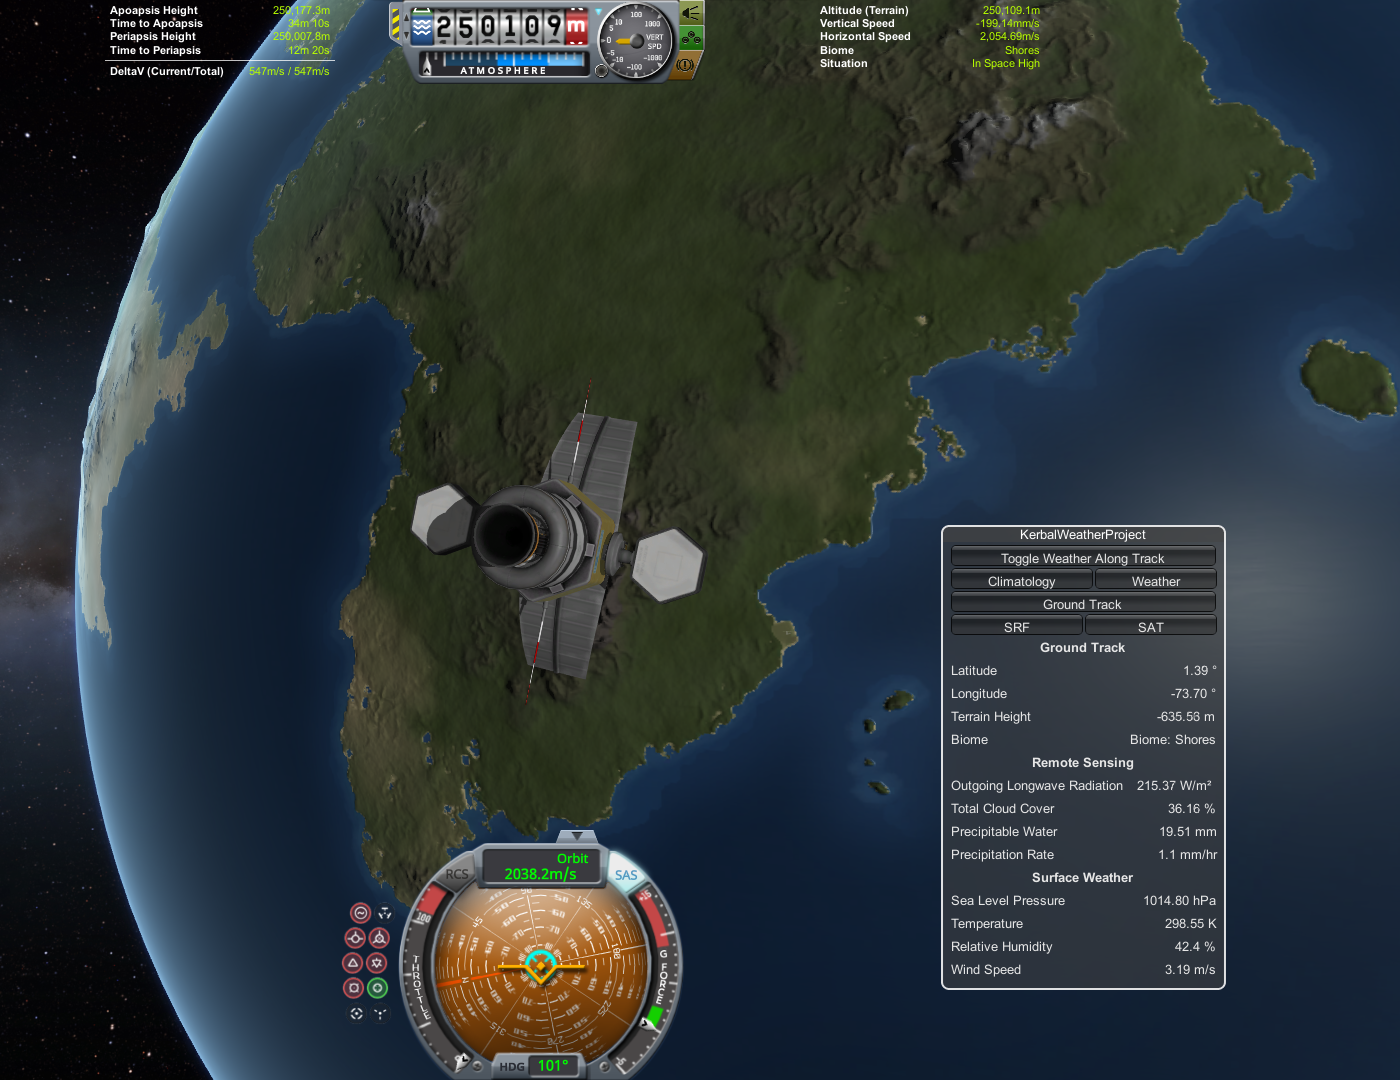 Apoapsis Height 250,177.3m
Time to Apoapsis 34m 10s
Periapsis Height 250,007.8m
Time to Periapsis 12m 20s
DeltaV (Current/Total) 547m/s / 547m/s
250109 m
ATMOSPHERE
VERT
SPD
Altitude (Terrain) 250,109.1m
Vertical Speed -199.14mm/s
Horizontal Speed 2,054.69m/s
Biome Shores
Situation In Space High
KerbalWeatherProject
Toggle Weather Along Track
Climatology Weather
Ground Track
SRF SAT
Ground Track
Latitude 1.39 °
Longitude -73.70 °
Terrain Height -635.58 m
Biome Biome: Shores
Remote Sensing
Outgoing Longwave Radiation 215.37 W/m²
Total Cloud Cover 36.16 %
Precipitable Water 19.51 mm
Precipitation Rate 1.1 mm/hr
Surface Weather
Sea Level Pressure 1014.80 hPa
Temperature 298.55 K
Relative Humidity 42.4 %
Wind Speed 3.19 m/s
Orbit
2038.2m/s
RCS
SAS
THROTTLE
G FORCE
HDG 101°